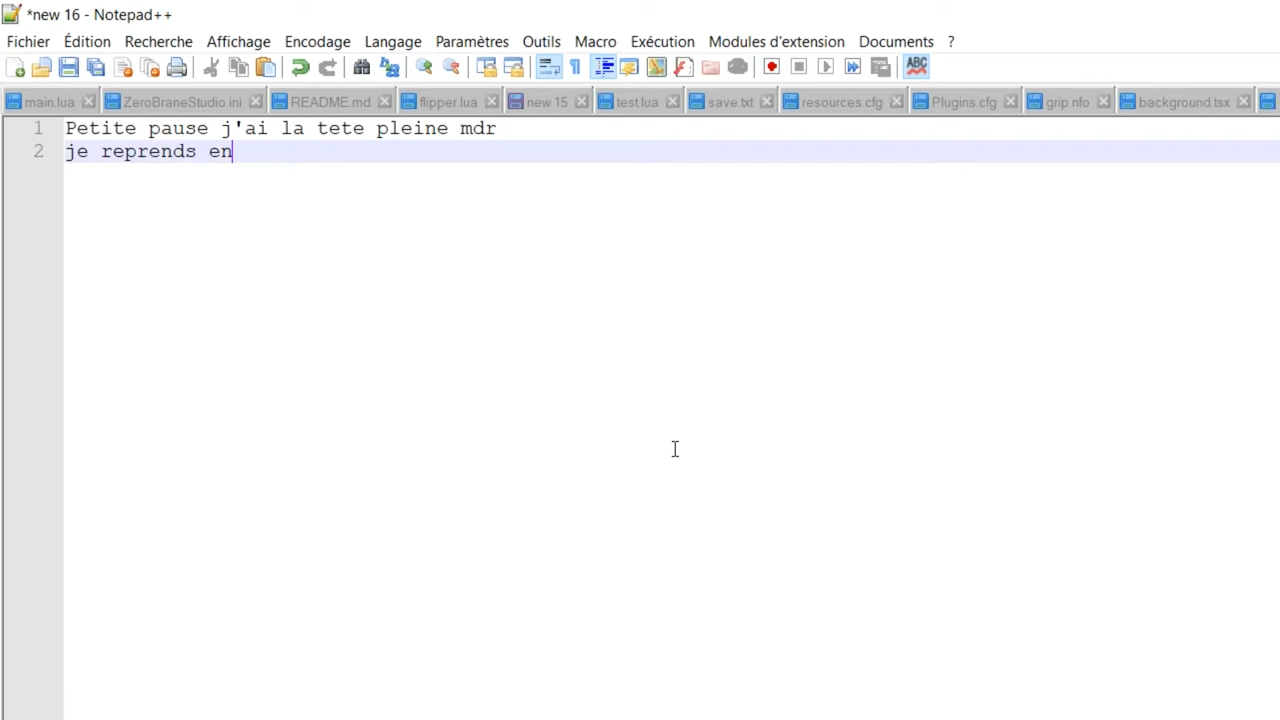 *new 16 - Notepad++
Fichier Édition Recherche Affichage Encodage Langage Paramètres Outils Macro Exécution Modules d'extension Documents ?
ABC
main.lua ZeroBraneStudio.ini README.md flipper.lua new 15 test.lua save.txt resources.cfg Plugins.cfg grip.nfo background.tsx
1 Petite pause j'ai la tete pleine mdr
2 je reprends en